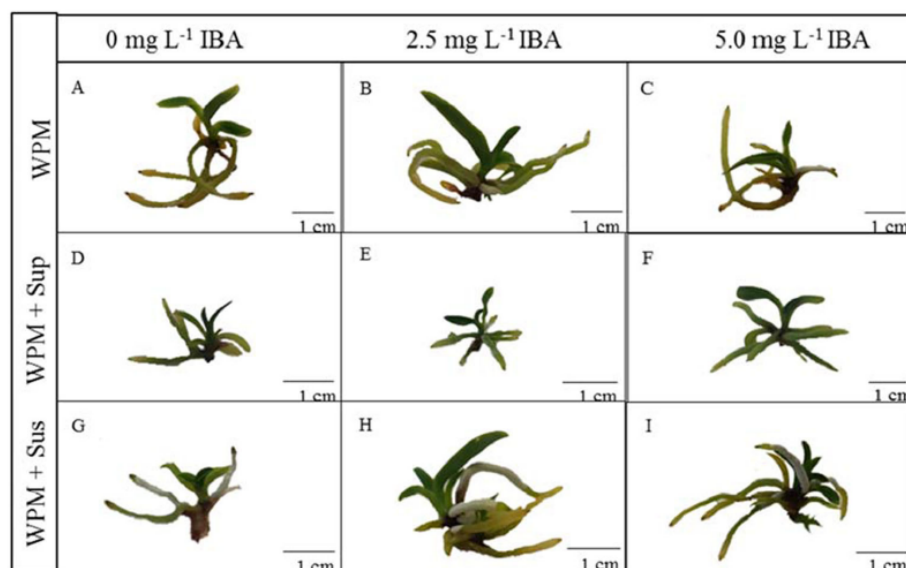 0 mg L⁻¹ IBA 2.5 mg L⁻¹ IBA 5.0 mg L⁻¹ IBA
WPM
A B C
1 cm 1 cm 1 cm
WPM + Sup
D E F
1 cm 1 cm 1 cm
WPM + Sus
G H I
1 cm 1 cm 1 cm